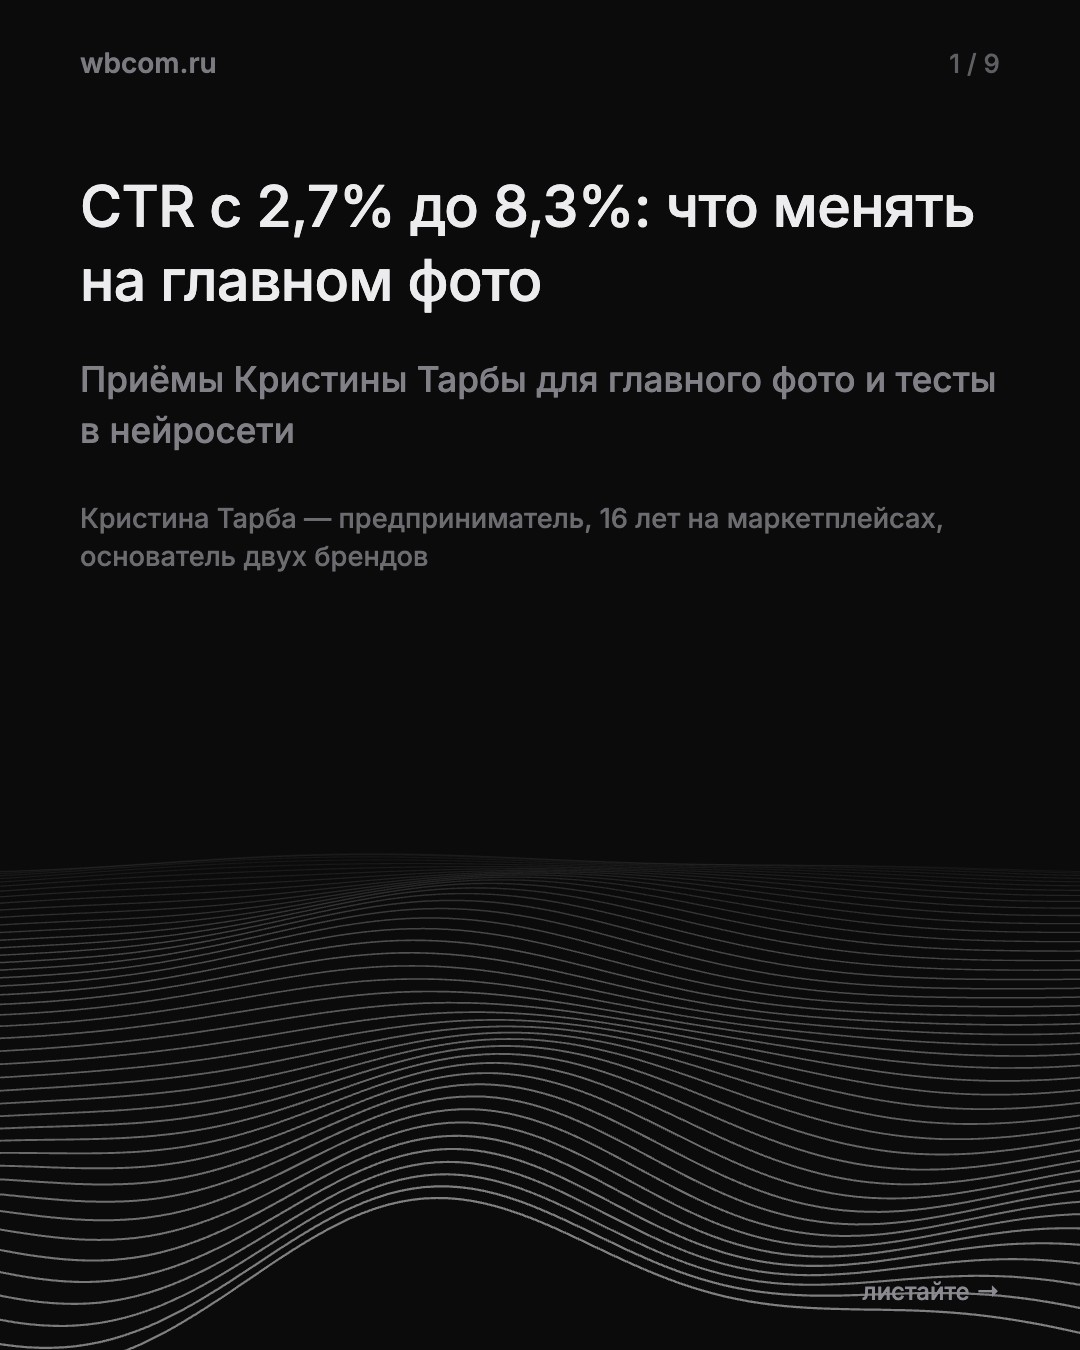 wbcom.ru
1 / 9
CTR с 2,7% до 8,3%: что менять
на главном фото
Приёмы Кристины Тарбы для главного фото и тесты
в нейросети
Кристина Тарба — предприниматель, 16 лет на маркетплейсах,
основатель двух брендов
листайте →